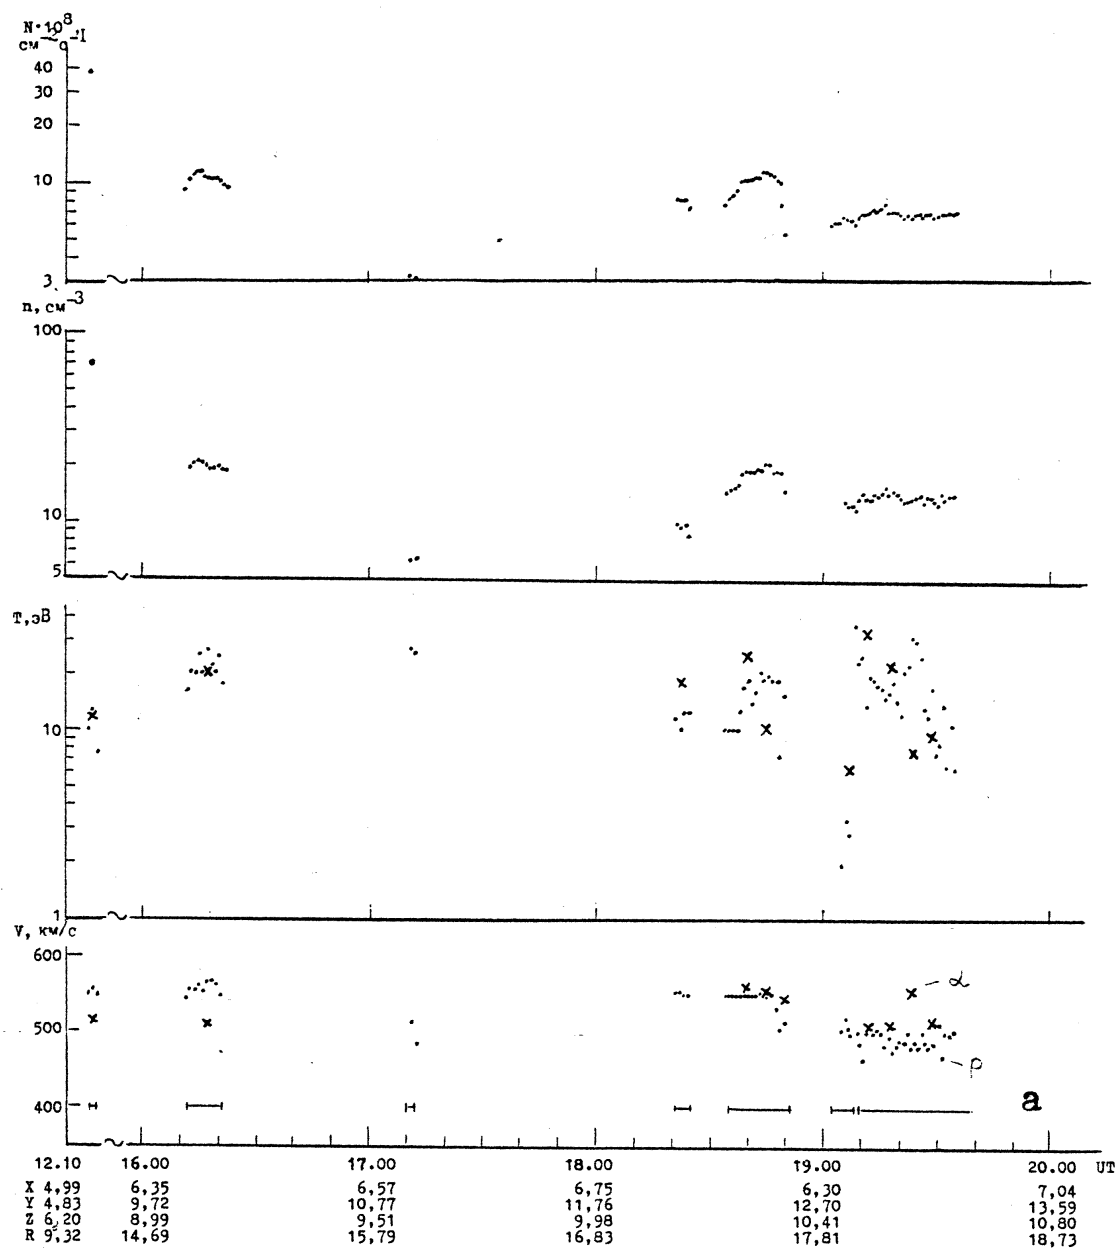 N·10⁸
см⁻²с⁻¹
40
30
20
10
3
n, см⁻³
100
10
5
T, эВ
10
1
V, км/с
600
α
500
p
400
a
12.10 16.00 17.00 18.00 19.00 20.00 UT
X 4,99 6,35 6,57 6,75 6,30 7,04
Y 4,83 9,72 10,77 11,76 12,70 13,59
Z 6,20 8,99 9,51 9,98 10,41 10,80
R 9,32 14,69 15,79 16,83 17,81 18,73